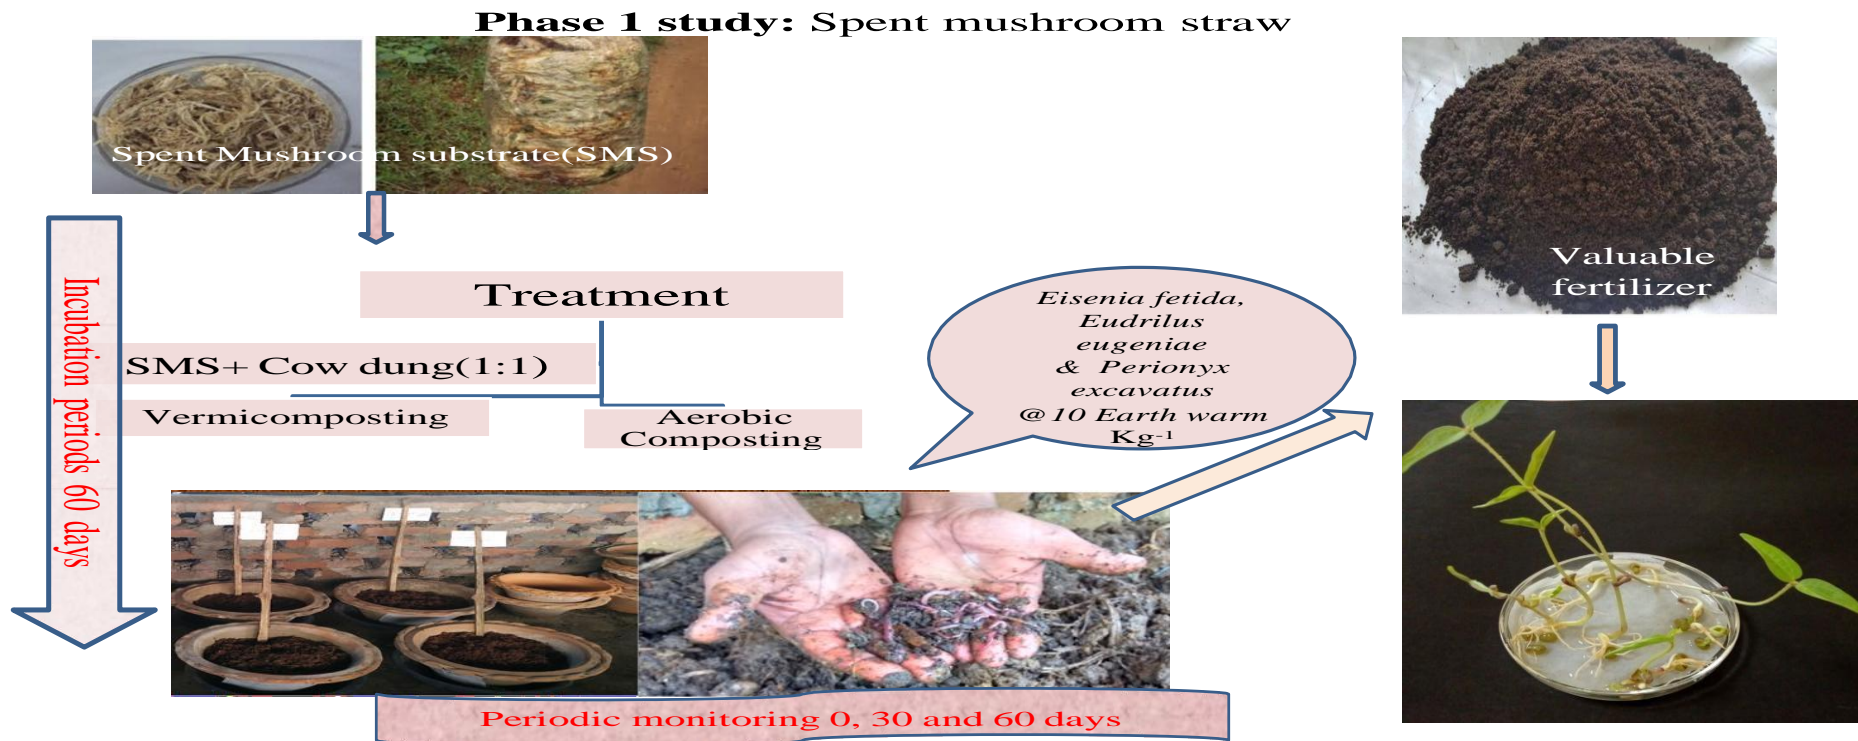 Phase 1 study: Spent mushroom straw
Spent Mushroom substrate(SMS)
Incubation periods 60 days
Treatment
SMS+ Cow dung(1:1)
Vermicomposting
Aerobic
Composting
Eisenia fetida,
Eudrilus
eugeniae
& Perionyx
excavatus
@10 Earth warm
Kg-¹
Periodic monitoring 0, 30 and 60 days
Valuable
fertilizer